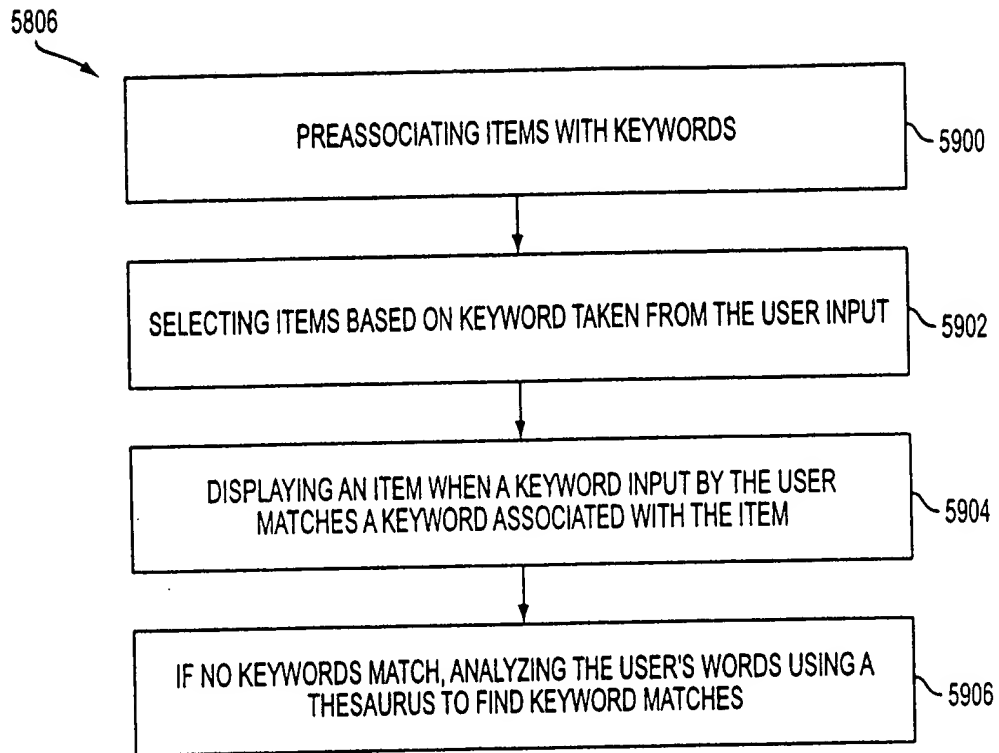 5806
PREASSOCIATING ITEMS WITH KEYWORDS
5900
SELECTING ITEMS BASED ON KEYWORD TAKEN FROM THE USER INPUT
5902
DISPLAYING AN ITEM WHEN A KEYWORD INPUT BY THE USER
MATCHES A KEYWORD ASSOCIATED WITH THE ITEM
5904
IF NO KEYWORDS MATCH, ANALYZING THE USER'S WORDS USING A
THESAURUS TO FIND KEYWORD MATCHES
5906